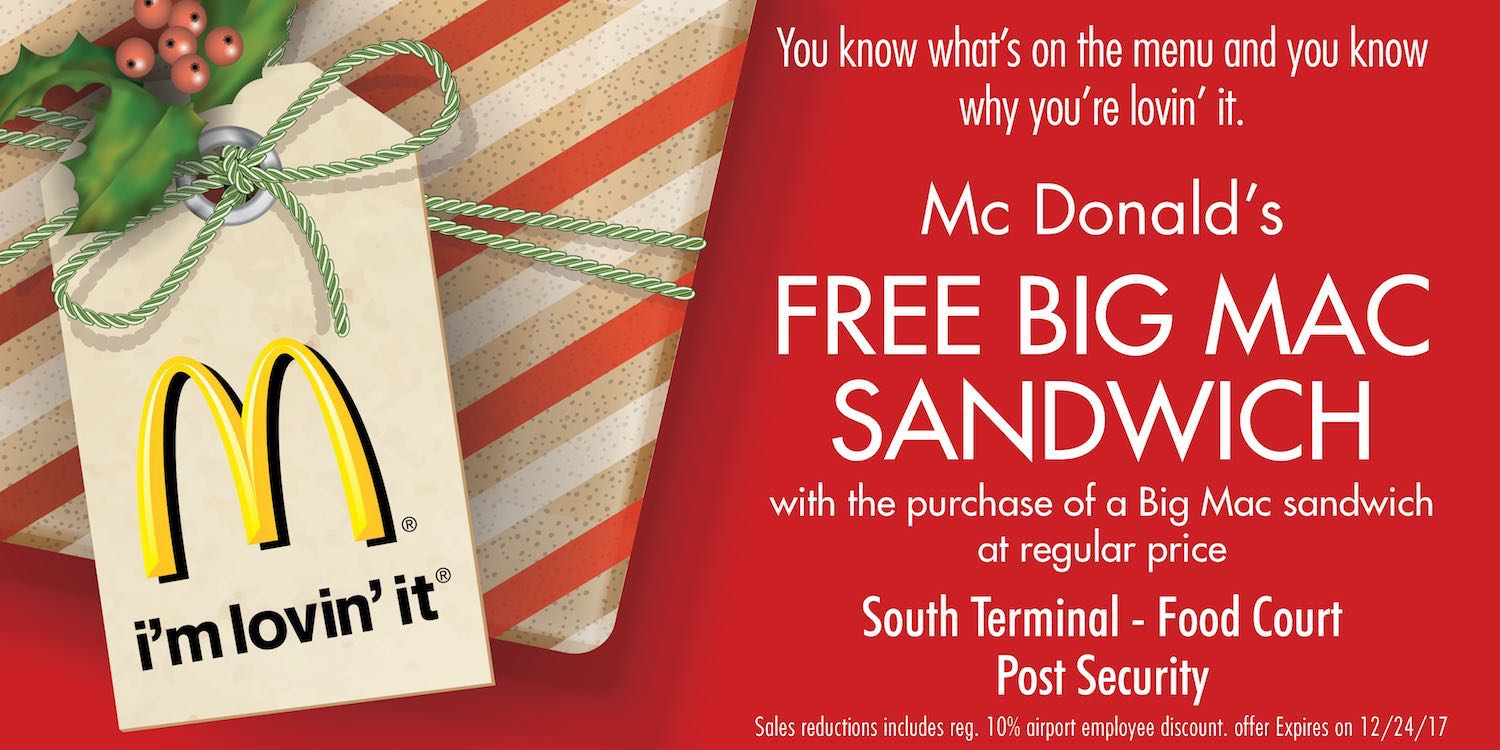 You know what's on the menu and you know
why you're lovin' it.
Mc Donald's
FREE BIG MAC
SANDWICH
with the purchase of a Big Mac sandwich
at regular price
South Terminal - Food Court
Post Security
Sales reductions includes reg. 10% airport employee discount. offer Expires on 12/24/17
M®
i'm lovin' it®